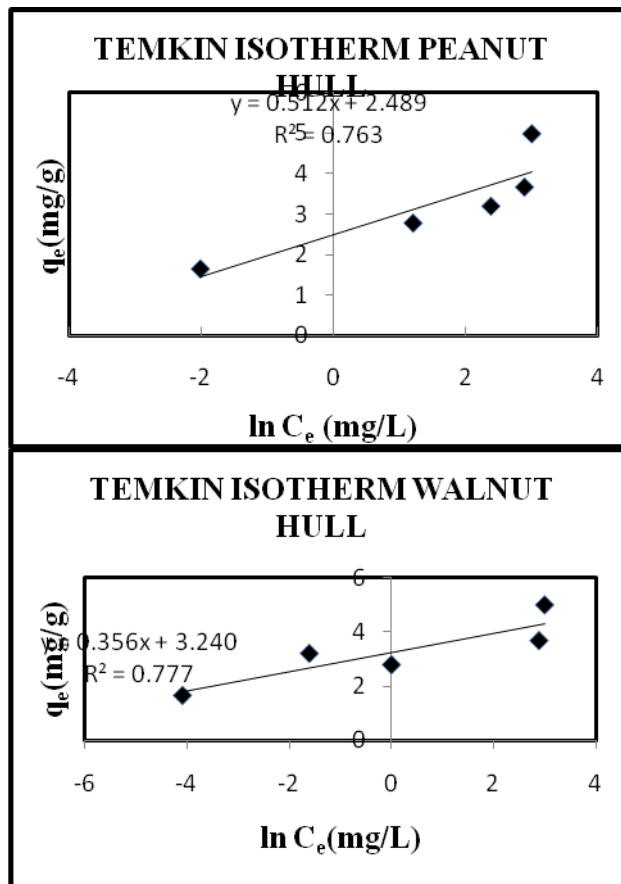 TEMKIN ISOTHERM PEANUT
HULL
y = 0.512x + 2.489
R² = 0.763
6
5
4
3
2
1
0
qₑ(mg/g)
-4 -2 0 2 4
ln Cₑ (mg/L)
TEMKIN ISOTHERM WALNUT
HULL
y = 0.356x + 3.240
R² = 0.777
6
4
2
0
qₑ(mg/g)
-6 -4 -2 0 2 4
ln Cₑ(mg/L)